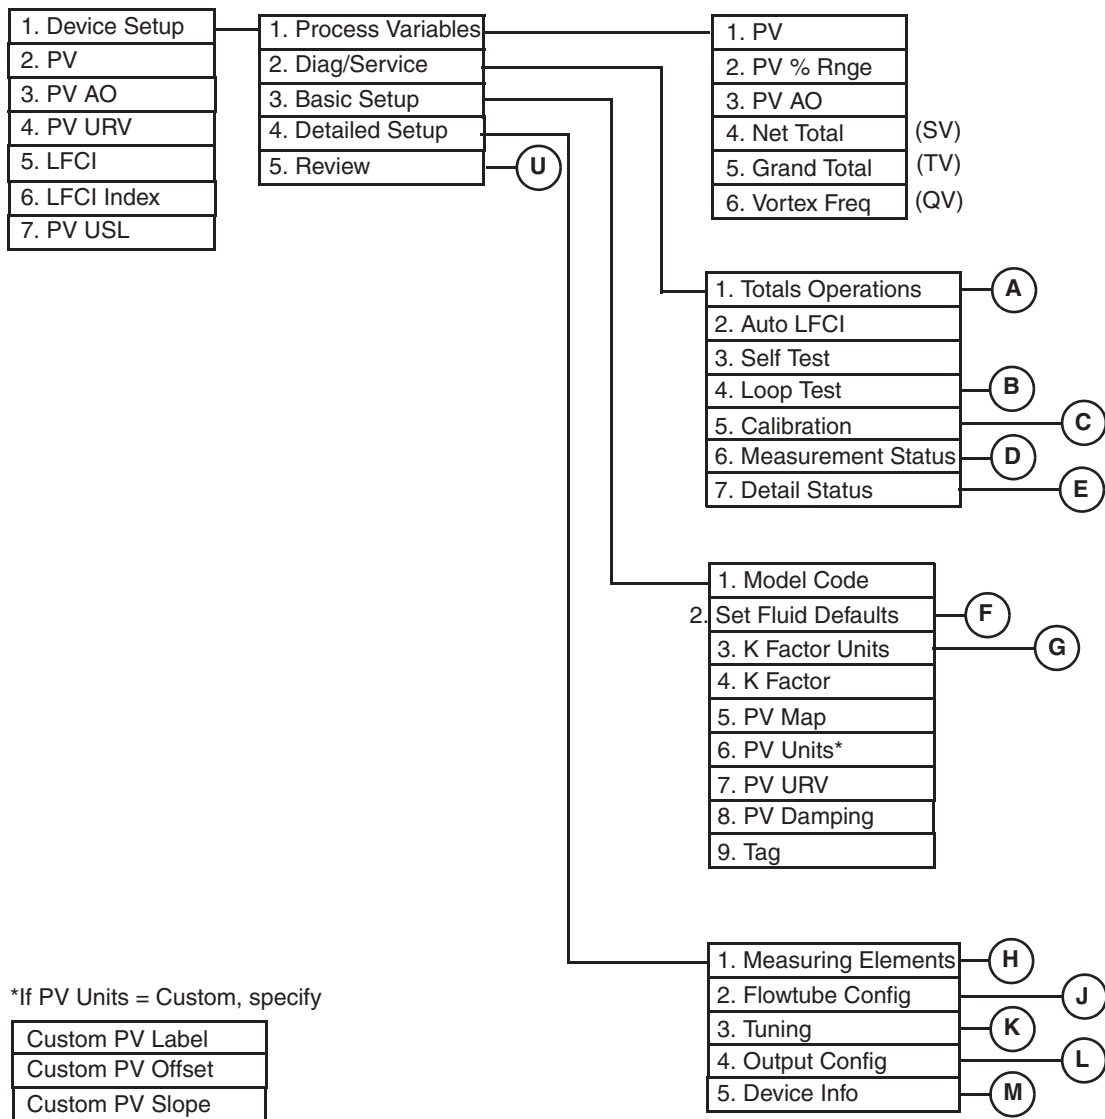 1. Device Setup
2. PV
3. PV AO
4. PV URV
5. LFCI
6. LFCI Index
7. PV USL
1. Process Variables
2. Diag/Service
3. Basic Setup
4. Detailed Setup
5. Review
U
1. PV
2. PV % Rnge
3. PV AO
4. Net Total (SV)
5. Grand Total (TV)
6. Vortex Freq (QV)
1. Totals Operations A
2. Auto LFCI
3. Self Test
4. Loop Test B
5. Calibration C
6. Measurement Status D
7. Detail Status E
1. Model Code
2. Set Fluid Defaults F
3. K Factor Units G
4. K Factor
5. PV Map
6. PV Units*
7. PV URV
8. PV Damping
9. Tag
1. Measuring Elements H
2. Flowtube Config J
3. Tuning K
4. Output Config L
5. Device Info M
*If PV Units = Custom, specify
Custom PV Label
Custom PV Offset
Custom PV Slope